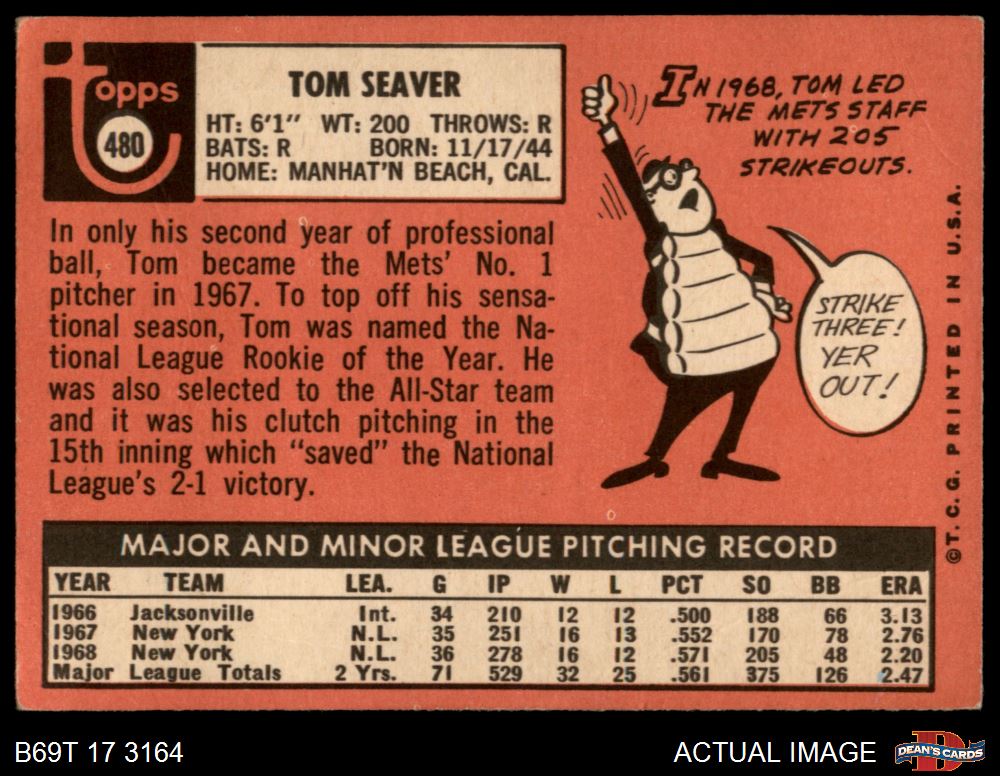 Topps
480
TOM SEAVER
HT: 6'1" WT: 200 THROWS: R
BATS: R BORN: 11/17/44
HOME: MANHAT'N BEACH, CAL.
In only his second year of professional
ball, Tom became the Mets' No. 1
pitcher in 1967. To top off his sensa-
tional season, Tom was named the Na-
tional League Rookie of the Year. He
was also selected to the All-Star team
and it was his clutch pitching in the
15th inning which "saved" the National
League's 2-1 victory.
IN 1968, TOM LED
THE METS STAFF
WITH 205
STRIKEOUTS.
STRIKE
THREE!
YER
OUT!
©T.C.G. PRINTED IN U.S.A.
MAJOR AND MINOR LEAGUE PITCHING RECORD
YEAR TEAM LEA. G IP W L PCT SO BB ERA
1966 Jacksonville Int. 34 210 12 12 .500 188 66 3.13
1967 New York N.L. 35 251 16 13 .552 170 78 2.76
1968 New York N.L. 36 278 16 12 .571 205 48 2.20
Major League Totals 2 Yrs. 71 529 32 25 .561 375 126 2.47
B69T 17 3164
ACTUAL IMAGE
DEAN'S CARDS